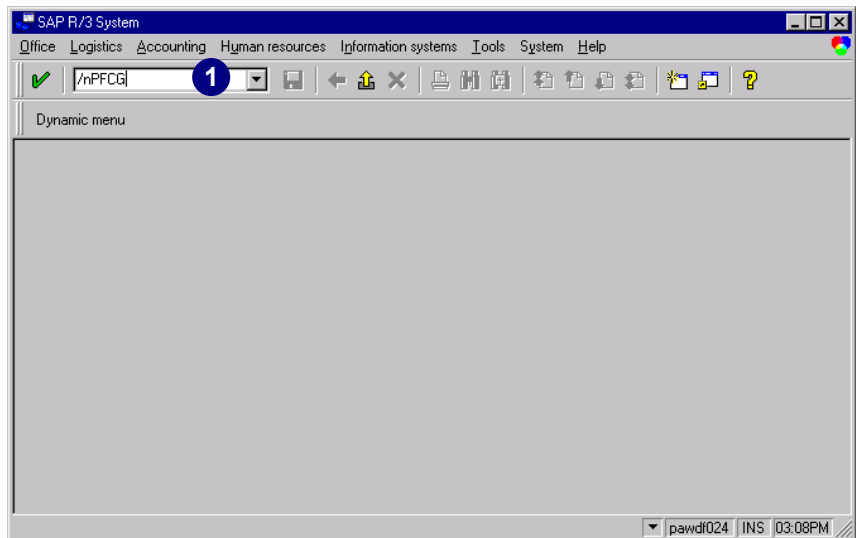 SAP R/3 System
Office Logistics Accounting Human resources Information systems Tools System Help
/nPFCG 1
Dynamic menu
pawdf024 INS 03:08PM